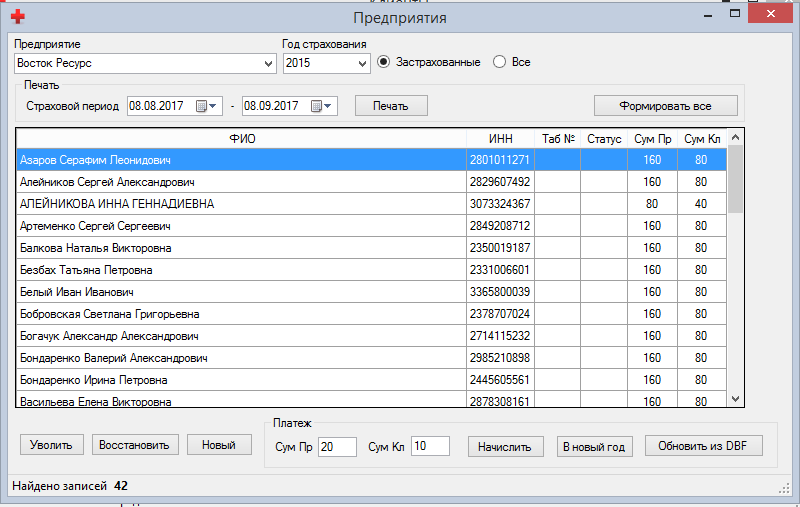 Предприятия
Предприятие Год страхования
Восток Ресурс 2015 Застрахованные Все
Печать
Страховой период 08.08.2017 - 08.09.2017 Печать Формировать все
ФИО ИНН Таб № Статус Сум Пр Сум Кл
Азаров Серафим Леонидович 2801011271 160 80
Алейников Сергей Александрович 2829607492 160 80
АЛЕЙНИКОВА ИННА ГЕННАДИЕВНА 3073324367 80 40
Артеменко Сергей Сергеевич 2849208712 160 80
Балкова Наталья Викторовна 2350019187 160 80
Безбах Татьяна Петровна 2331006601 160 80
Белый Иван Иванович 3365800039 160 80
Бобровская Светлана Григорьевна 2378707024 160 80
Богачук Александр Александрович 2714115232 160 80
Бондаренко Валерий Александрович 2985210898 160 80
Бондаренко Ирина Петровна 2445605561 160 80
Васильева Елена Викторовна 2878308161 160 80
Платеж
Уволить Восстановить Новый Сум Пр 20 Сум Кл 10 Начислить В новый год Обновить из DBF
Найдено записей 42